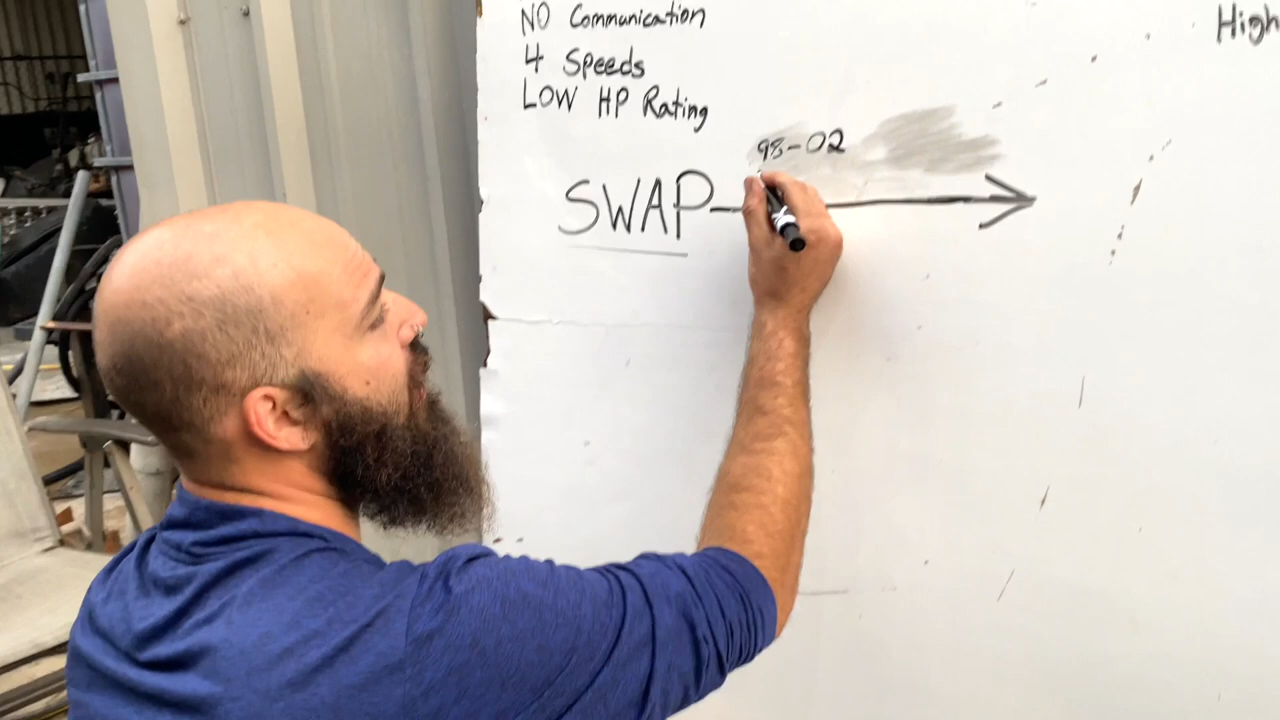 NO Communication
4 Speeds
LOW HP Rating
High
98-02
SWAP